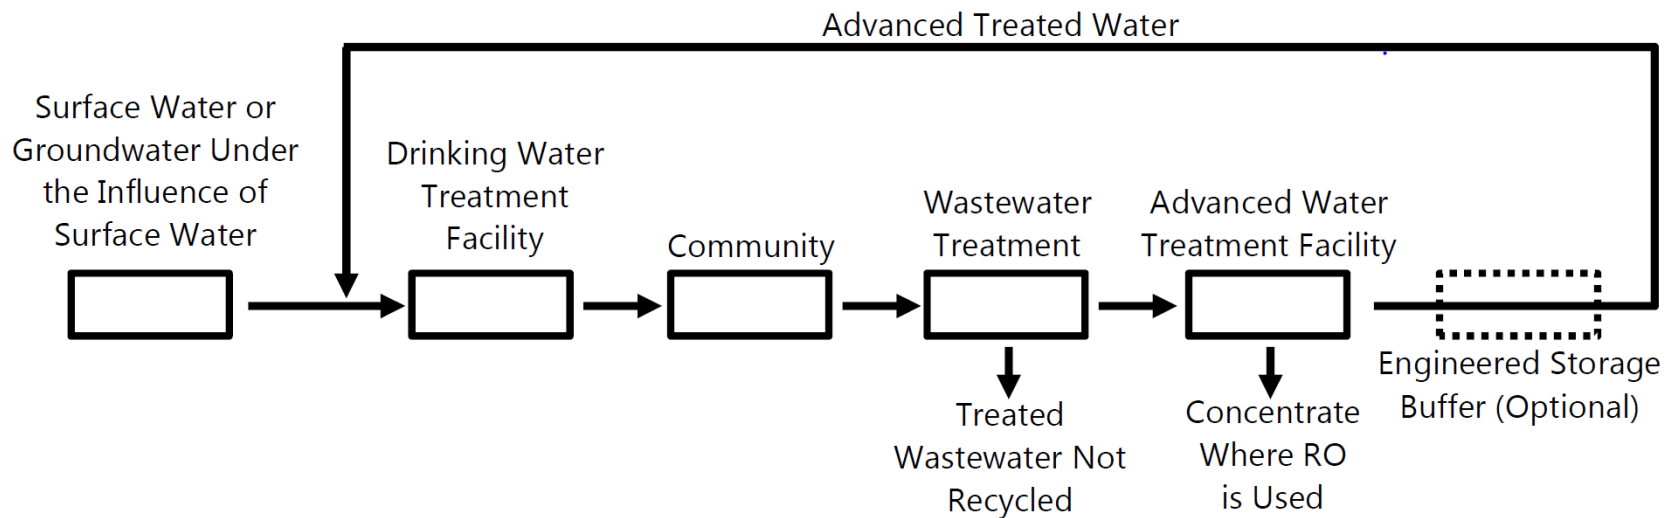 Advanced Treated Water
Surface Water or
Groundwater Under
the Influence of
Surface Water
Drinking Water
Treatment
Facility
Community
Wastewater
Treatment
Advanced Water
Treatment Facility
Engineered Storage
Buffer (Optional)
Treated
Wastewater Not
Recycled
Concentrate
Where RO
is Used